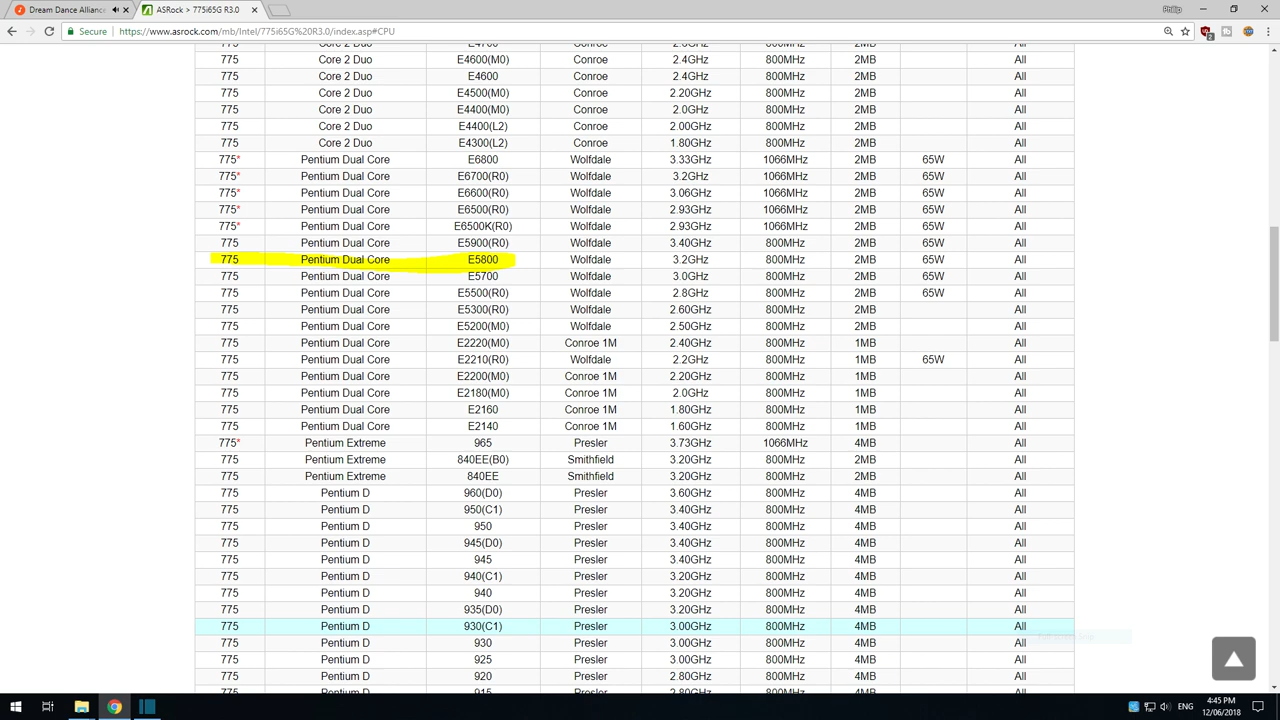 Dream Dance Alliance
ASRock > 775i65G R3.0
Philip
Secure
https://www.asrock.com/mb/Intel/775i65G%20R3.0/index.asp#CPU
2
775 Core 2 Duo E4700 Conroe 2.6GHz 800MHz 2MB All
775 Core 2 Duo E4600(M0) Conroe 2.4GHz 800MHz 2MB All
775 Core 2 Duo E4600 Conroe 2.4GHz 800MHz 2MB All
775 Core 2 Duo E4500(M0) Conroe 2.20GHz 800MHz 2MB All
775 Core 2 Duo E4400(M0) Conroe 2.0GHz 800MHz 2MB All
775 Core 2 Duo E4400(L2) Conroe 2.00GHz 800MHz 2MB All
775 Core 2 Duo E4300(L2) Conroe 1.80GHz 800MHz 2MB All
775* Pentium Dual Core E6800 Wolfdale 3.33GHz 1066MHz 2MB 65W All
775* Pentium Dual Core E6700(R0) Wolfdale 3.2GHz 1066MHz 2MB 65W All
775* Pentium Dual Core E6600(R0) Wolfdale 3.06GHz 1066MHz 2MB 65W All
775* Pentium Dual Core E6500(R0) Wolfdale 2.93GHz 1066MHz 2MB 65W All
775* Pentium Dual Core E6500K(R0) Wolfdale 2.93GHz 1066MHz 2MB 65W All
775 Pentium Dual Core E5900(R0) Wolfdale 3.40GHz 800MHz 2MB 65W All
775 Pentium Dual Core E5800 Wolfdale 3.2GHz 800MHz 2MB 65W All
775 Pentium Dual Core E5700 Wolfdale 3.0GHz 800MHz 2MB 65W All
775 Pentium Dual Core E5500(R0) Wolfdale 2.8GHz 800MHz 2MB 65W All
775 Pentium Dual Core E5300(R0) Wolfdale 2.60GHz 800MHz 2MB All
775 Pentium Dual Core E5200(M0) Wolfdale 2.50GHz 800MHz 2MB All
775 Pentium Dual Core E2220(M0) Conroe 1M 2.40GHz 800MHz 1MB All
775 Pentium Dual Core E2210(R0) Wolfdale 2.2GHz 800MHz 1MB 65W All
775 Pentium Dual Core E2200(M0) Conroe 1M 2.20GHz 800MHz 1MB All
775 Pentium Dual Core E2180(M0) Conroe 1M 2.0GHz 800MHz 1MB All
775 Pentium Dual Core E2160 Conroe 1M 1.80GHz 800MHz 1MB All
775 Pentium Dual Core E2140 Conroe 1M 1.60GHz 800MHz 1MB All
775* Pentium Extreme 965 Presler 3.73GHz 1066MHz 4MB All
775 Pentium Extreme 840EE(B0) Smithfield 3.20GHz 800MHz 2MB All
775 Pentium Extreme 840EE Smithfield 3.20GHz 800MHz 2MB All
775 Pentium D 960(D0) Presler 3.60GHz 800MHz 4MB All
775 Pentium D 950(C1) Presler 3.40GHz 800MHz 4MB All
775 Pentium D 950 Presler 3.40GHz 800MHz 4MB All
775 Pentium D 945(D0) Presler 3.40GHz 800MHz 4MB All
775 Pentium D 945 Presler 3.40GHz 800MHz 4MB All
775 Pentium D 940(C1) Presler 3.20GHz 800MHz 4MB All
775 Pentium D 940 Presler 3.20GHz 800MHz 4MB All
775 Pentium D 935(D0) Presler 3.20GHz 800MHz 4MB All
775 Pentium D 930(C1) Presler 3.00GHz 800MHz 4MB All
775 Pentium D 930 Presler 3.00GHz 800MHz 4MB All
775 Pentium D 925 Presler 3.00GHz 800MHz 4MB All
775 Pentium D 920 Presler 2.80GHz 800MHz 4MB All
775 Pentium D 915 Presler 2.80GHz 800MHz 4MB All
ENG
4:45 PM
12/06/2018